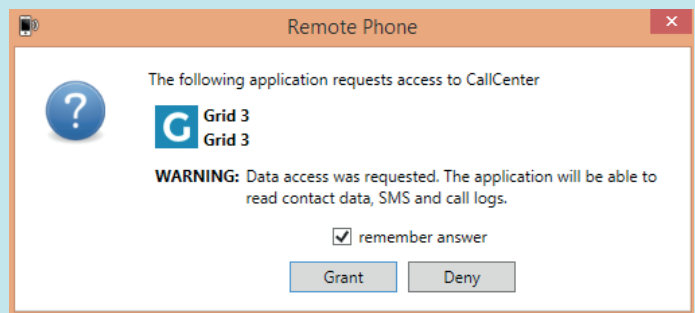 Remote Phone
The following application requests access to CallCenter
G Grid 3
Grid 3
WARNING: Data access was requested. The application will be able to
read contact data, SMS and call logs.
remember answer
Grant Deny